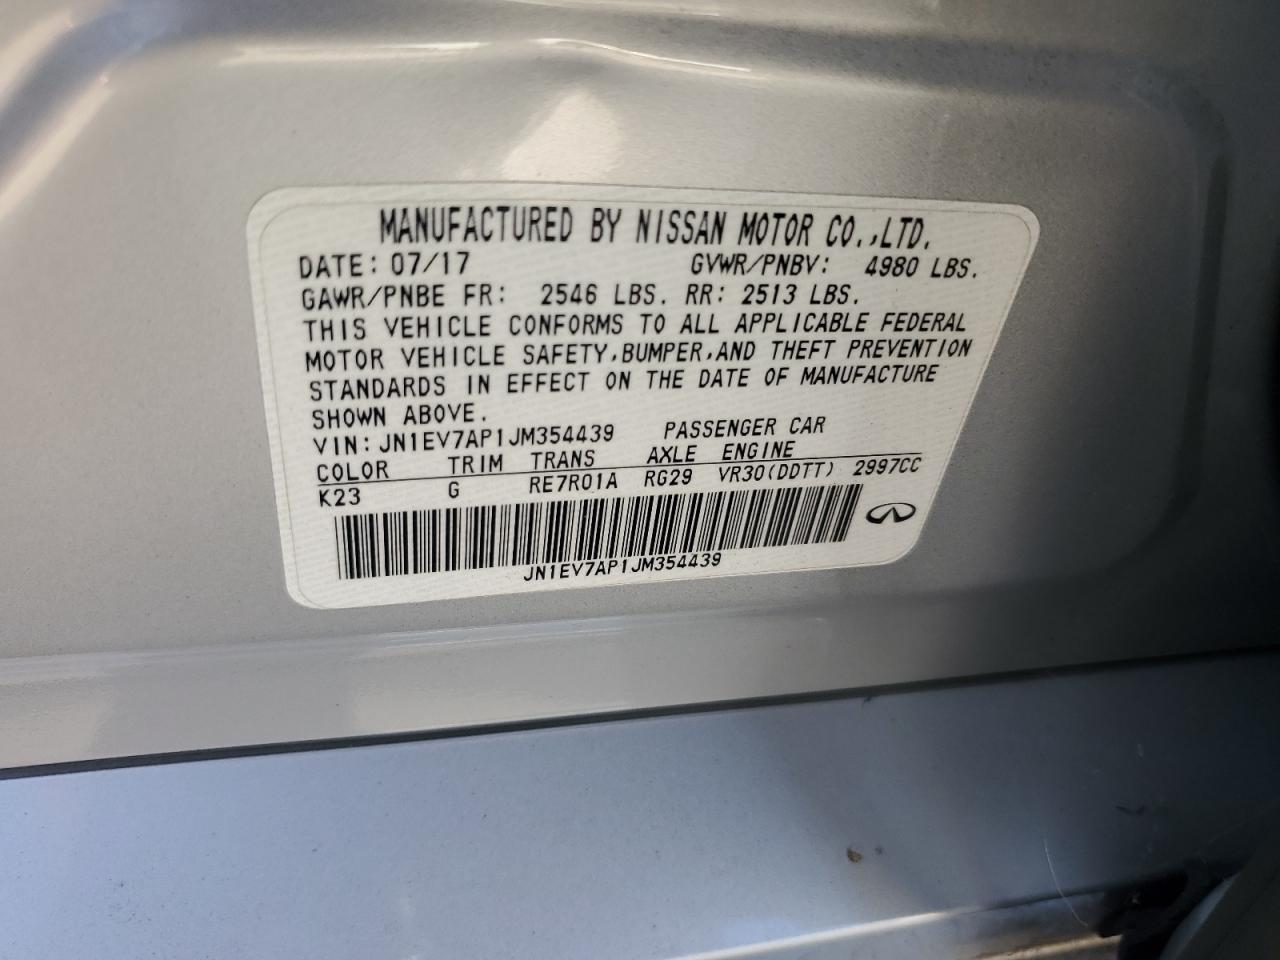 MANUFACTURED BY NISSAN MOTOR CO.,LTD.
DATE: 07/17 GVWR/PNBV: 4980 LBS.
GAWR/PNBE FR: 2546 LBS. RR: 2513 LBS.
THIS VEHICLE CONFORMS TO ALL APPLICABLE FEDERAL
MOTOR VEHICLE SAFETY,BUMPER,AND THEFT PREVENTION
STANDARDS IN EFFECT ON THE DATE OF MANUFACTURE
SHOWN ABOVE.
VIN: JN1EV7AP1JM354439 PASSENGER CAR
COLOR TRIM TRANS AXLE ENGINE
K23 G RE7R01A RG29 VR30(DDTT) 2997CC
JN1EV7AP1JM354439